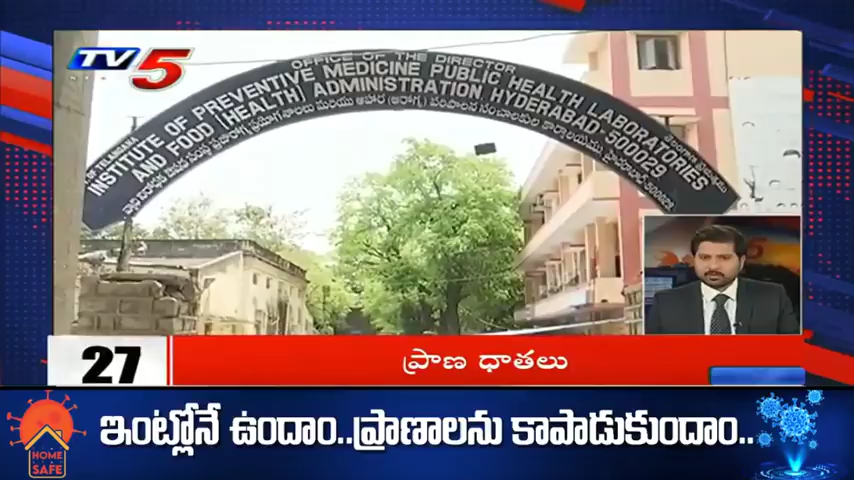 TV5
OFFICE OF THE DIRECTOR
INSTITUTE OF PREVENTIVE MEDICINE PUBLIC HEALTH LABORATORIES
AND FOOD (HEALTH) ADMINISTRATION HYDERABAD-500029
5
27
ప్రాణ ధాతలు
HOME
SAFE
ఇంట్లోనే ఉందాం..ప్రాణాలను కాపాడుకుందాం..